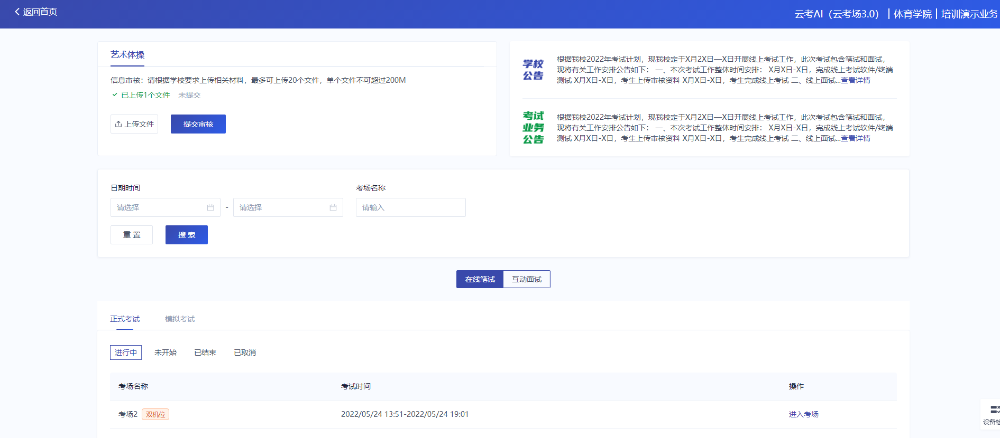 返回首页
云考AI（云考场3.0）
体育学院
培训演示业务
艺术体操
信息审核：请根据学校要求上传相关材料，最多可上传20个文件，单个文件不可超过200M
已上传1个文件 未提交
上传文件
提交审核
学校
公告
根据我校2022年考试计划，现我校定于X月2X日—X日开展线上考试工作，此次考试包含笔试和面试，
现将有关工作安排公告如下： 一、本次考试工作整体时间安排： X月X日-X日，完成线上考试软件/终端
测试 X月X日-X日，考生上传审核资料 X月X日-X日，考生完成线上考试 二、线上面试...查看详情
考试
业务
公告
根据我校2022年考试计划，现我校定于X月2X日—X日开展线上考试工作，此次考试包含笔试和面试，
现将有关工作安排公告如下： 一、本次考试工作整体时间安排： X月X日-X日，完成线上考试软件/终端
测试 X月X日-X日，考生上传审核资料 X月X日-X日，考生完成线上考试 二、线上面试...查看详情
日期时间
考场名称
请选择 - 请选择
请输入
重 置
搜 索
在线笔试
互动面试
正式考试
模拟考试
进行中 未开始 已结束 已取消
考场名称 考试时间 操作
考场2 双机位 2022/05/24 13:51-2022/05/24 19:01 进入考场
设备检